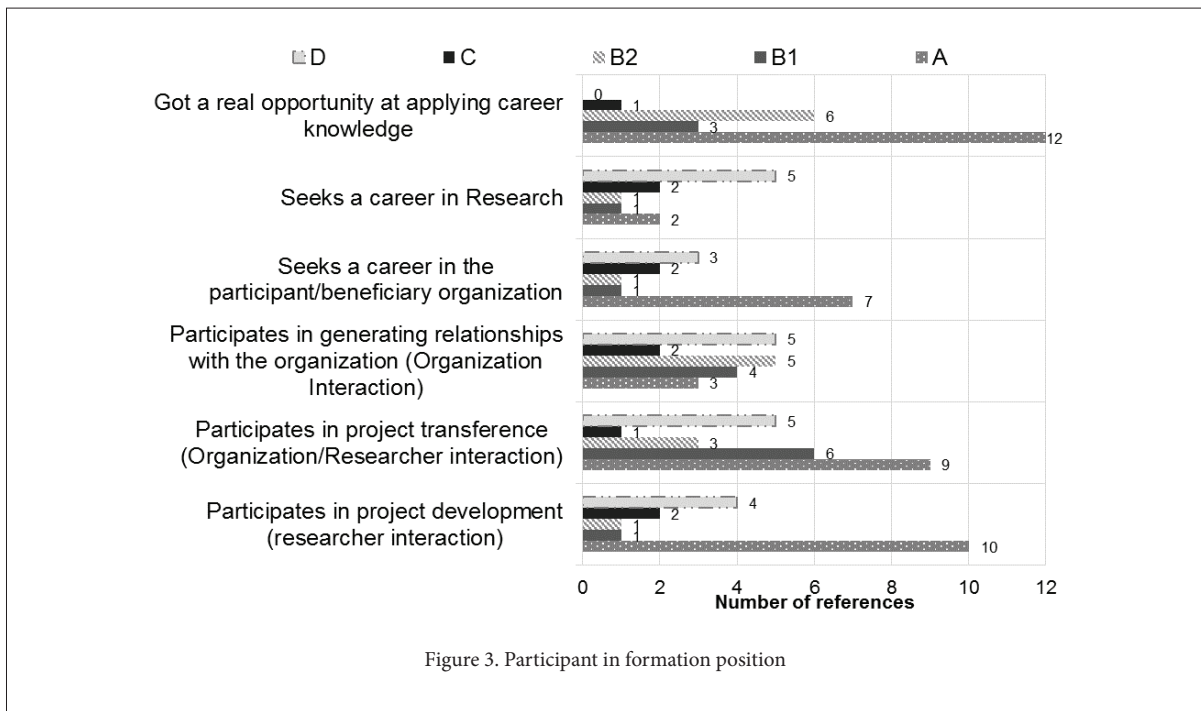 D C B2 B1 A
Got a real opportunity at applying career
knowledge
0
1
6
3
12
Seeks a career in Research
5
2
1
1
2
Seeks a career in the
participant/beneficiary organization
3
2
1
1
7
Participates in generating relationships
with the organization (Organization
Interaction)
5
2
5
4
3
Participates in project transference
(Organization/Researcher interaction)
5
1
3
6
9
Participates in project development
(researcher interaction)
4
2
1
1
10
0 2 4 6 8 10 12
Number of references
Figure 3. Participant in formation position